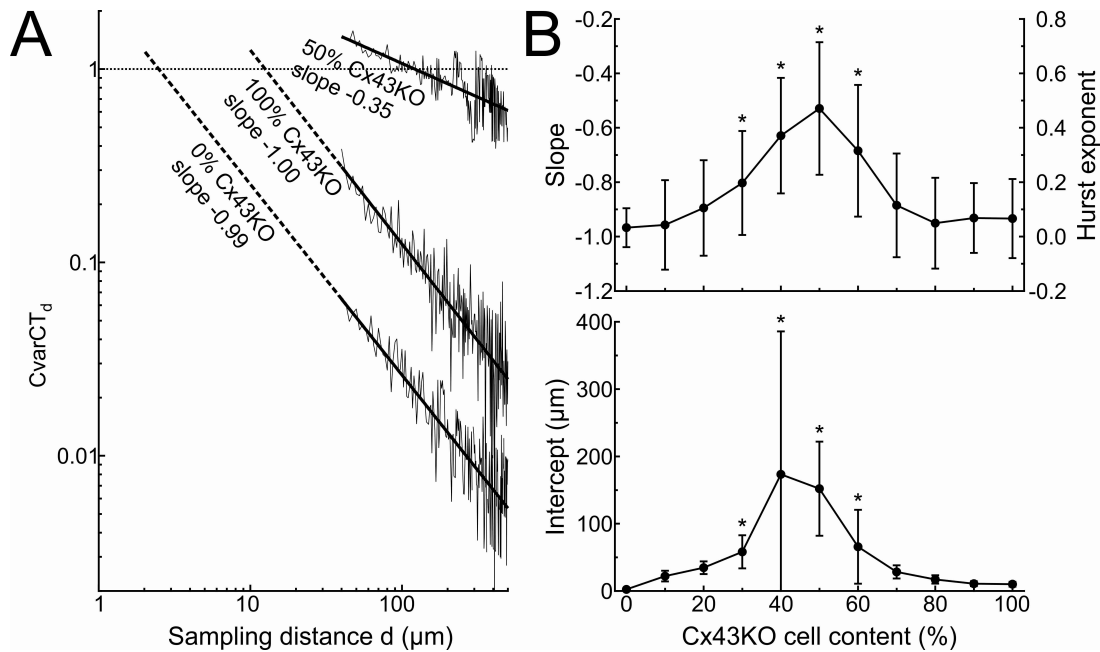 A
1
0.1
0.01
CvarCTd
1
10
100
Sampling distance d (µm)
50% Cx43KO
slope -0.35
100% Cx43KO
slope -1.00
0% Cx43KO
slope -0.99
B
-0.2
-0.4
-0.6
-0.8
-1.0
-1.2
Slope
0.8
0.6
0.4
0.2
0.0
-0.2
Hurst exponent
* * * *
400
300
200
100
0
Intercept (µm)
* * * *
0 20 40 60 80 100
Cx43KO cell content (%)